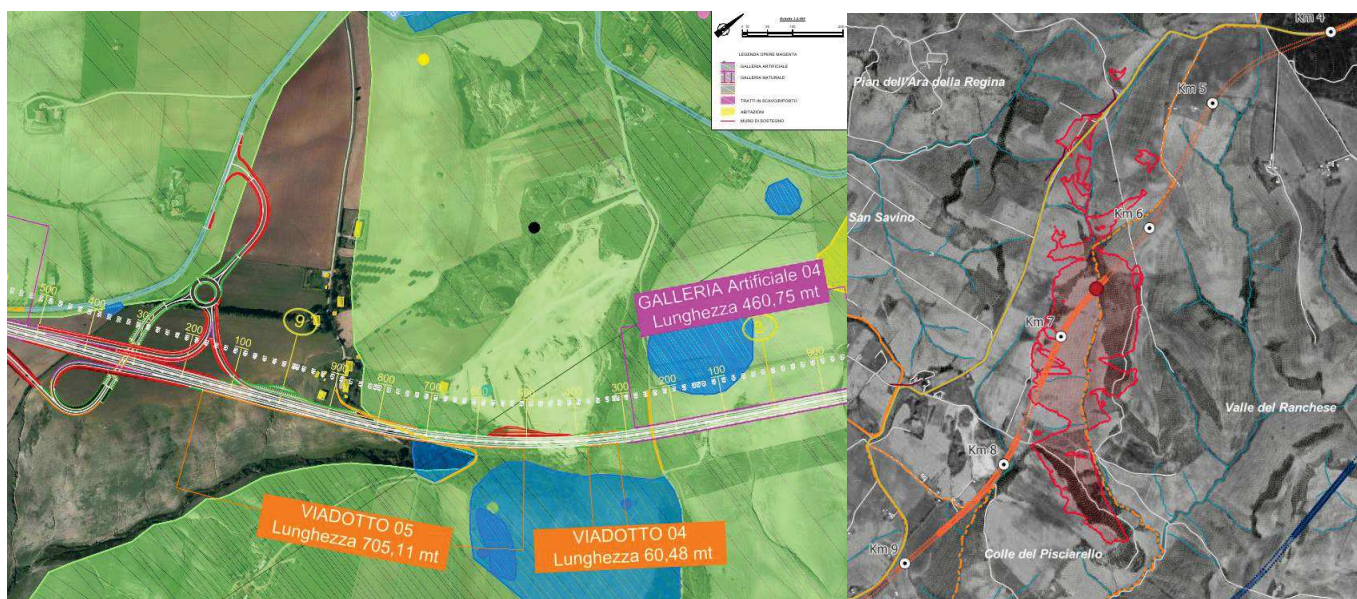 LEGENDA OPERE MAGENTA
GALLERIA ARTIFICIALE
GALLERIA NATURALE
TRATTI IN SCAVO/RIPORTO
ABITAZIONI
MURO DI SOSTEGNO
GALLERIA Artificiale 04
Lunghezza 460,75 mt
500
400
300
200
100
9
900
800
700
300
200
100
900
VIADOTTO 05
Lunghezza 705,11 mt
VIADOTTO 04
Lunghezza 60,48 mt
Km 4
Pian dell'Ara della Regina
Km 5
San Savino
Km 6
Km 7
Valle del Ranchese
Km 8
Colle del Pisciarello
Km 9